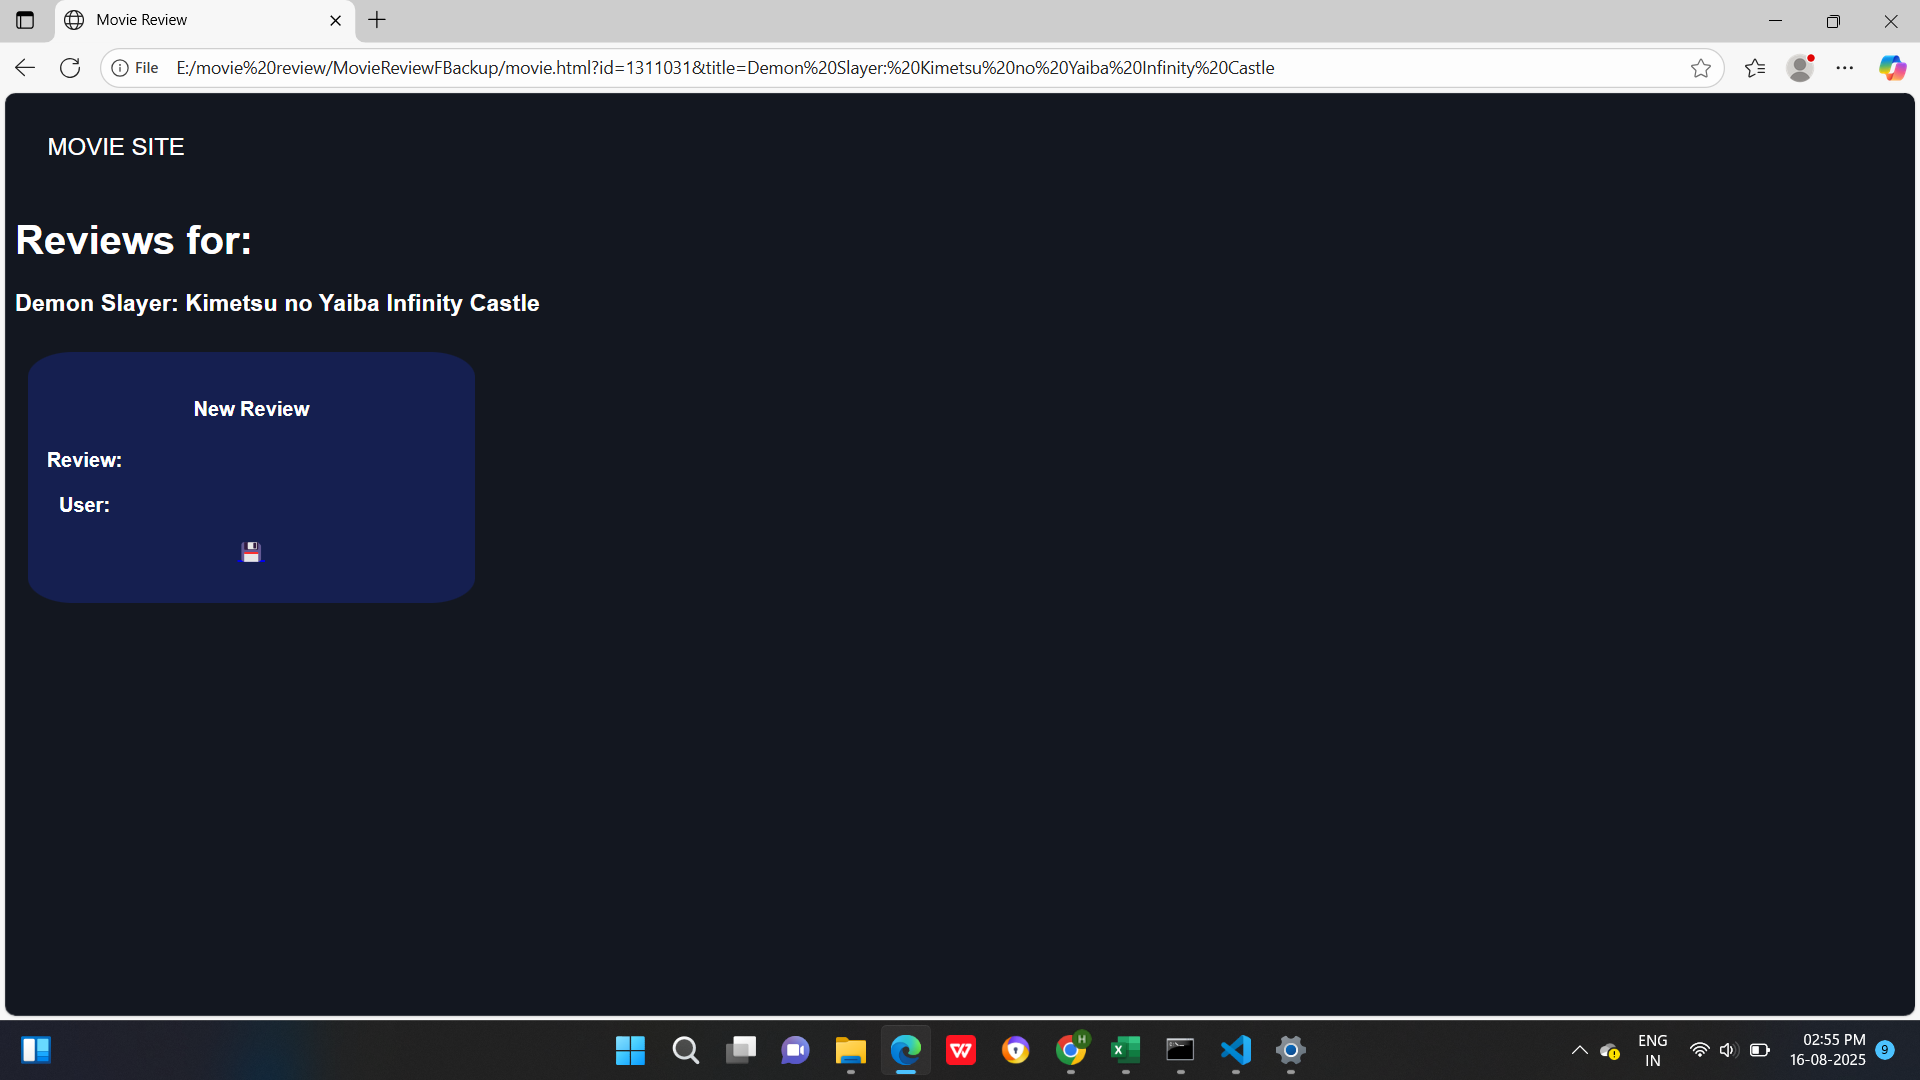 Movie Review
File E:/movie%20review/MovieReviewFBackup/movie.html?id=1311031&title=Demon%20Slayer:%20Kimetsu%20no%20Yaiba%20Infinity%20Castle
MOVIE SITE
Reviews for:
Demon Slayer: Kimetsu no Yaiba Infinity Castle
New Review
Review:
User:
H
ENG
IN
02:55 PM
16-08-2025
9